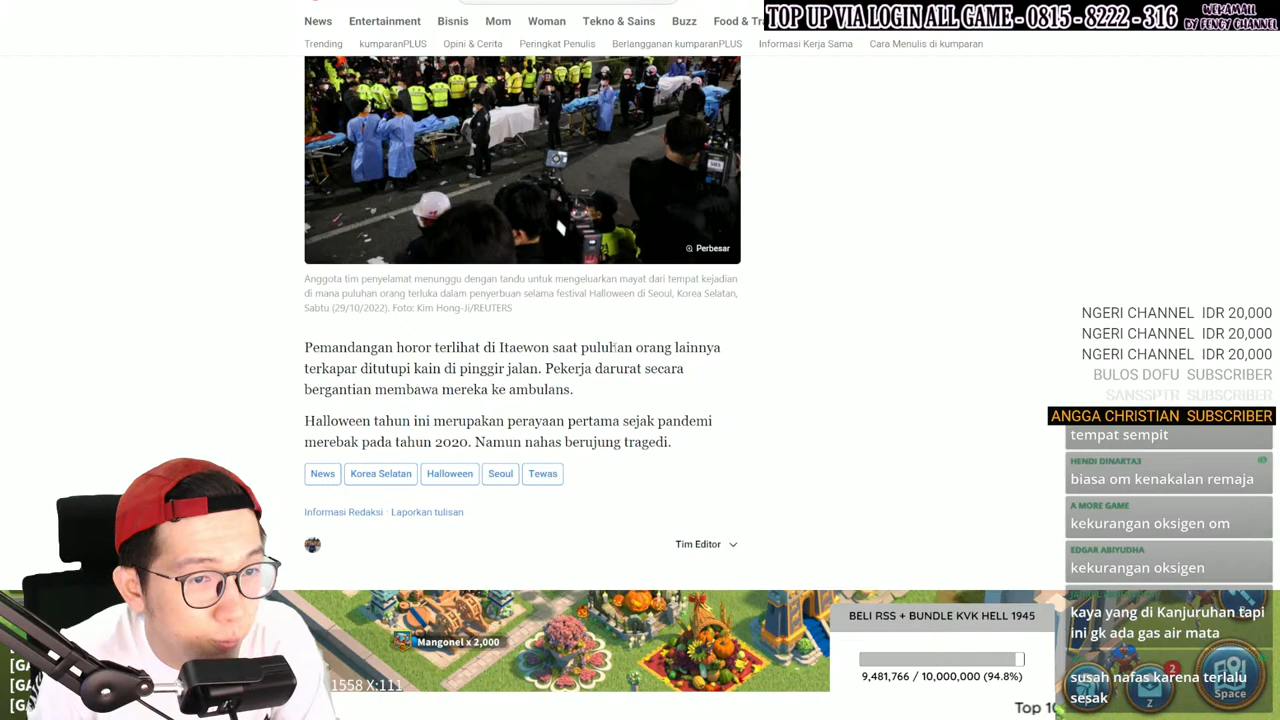 TOP UP VIA LOGIN ALL GAME - 0815 - 8222 - 316
WEKAMALL
BY FENGY CHANNEL
News Entertainment Bisnis Mom Woman Tekno & Sains Buzz Food & Tra
Trending kumparanPLUS Opini & Cerita Peringkat Penulis Berlangganan kumparanPLUS Informasi Kerja Sama Cara Menulis di kumparan
Perbesar
Anggota tim penyelamat menunggu dengan tandu untuk mengeluarkan mayat dari tempat kejadian
di mana puluhan orang terluka dalam penyerbuan selama festival Halloween di Seoul, Korea Selatan,
Sabtu (29/10/2022). Foto: Kim Hong-Ji/REUTERS
Pemandangan horor terlihat di Itaewon saat puluhan orang lainnya
terkapar ditutupi kain di pinggir jalan. Pekerja darurat secara
bergantian membawa mereka ke ambulans.
Halloween tahun ini merupakan perayaan pertama sejak pandemi
merebak pada tahun 2020. Namun nahas berujung tragedi.
News Korea Selatan Halloween Seoul Tewas
Informasi Redaksi · Laporkan tulisan
Tim Editor
NGERI CHANNEL IDR 20,000
NGERI CHANNEL IDR 20,000
NGERI CHANNEL IDR 20,000
BULOS DOFU SUBSCRIBER
SANSSPTR SUBSCRIBER
ANGGA CHRISTIAN SUBSCRIBER
tempat sempit
HENDI DINARTA3
biasa om kenakalan remaja
A MORE GAME
kekurangan oksigen om
EDGAR ABIYUDHA
kekurangan oksigen
kaya yang di Kanjuruhan tapi
ini gk ada gas air mata
susah nafas karena terlalu
sesak
BELI RSS + BUNDLE KVK HELL 1945
9,481,766 / 10,000,000 (94.8%)
Mangonel x 2,000
1558 X:111
[GA
[GA
[GA
2
Z
Space
Top 10